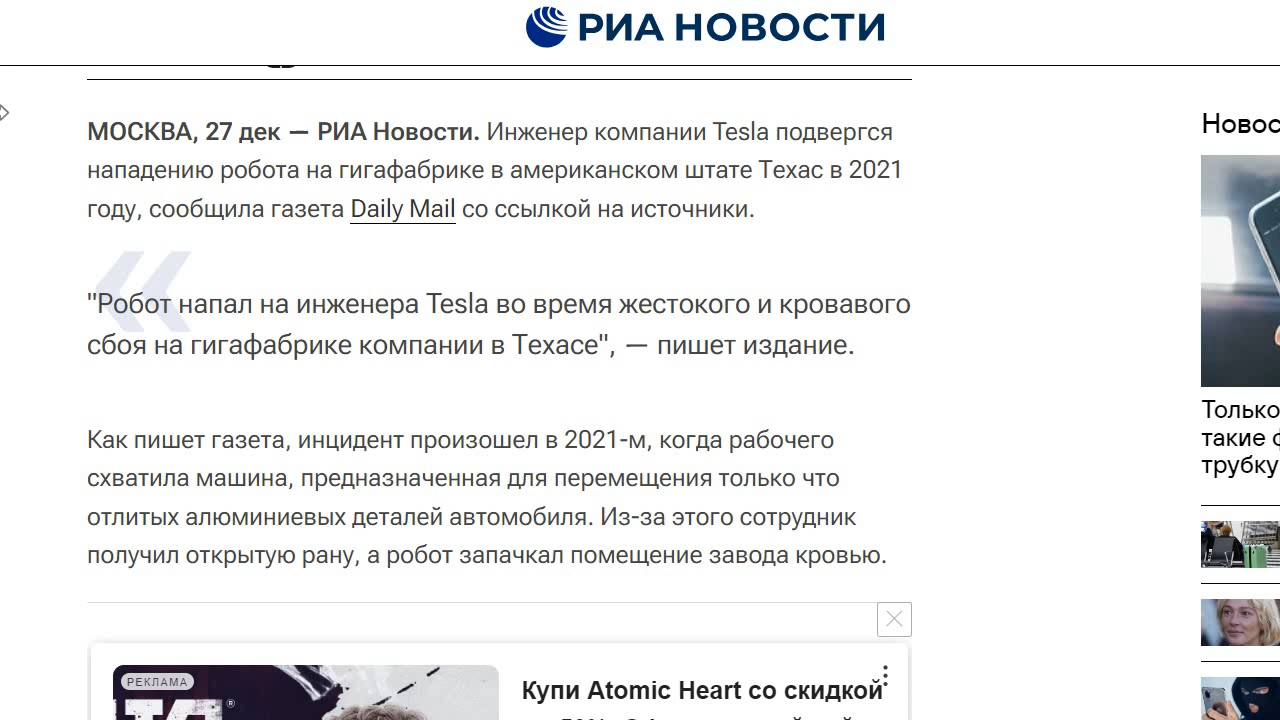 РИА НОВОСТИ
МОСКВА, 27 дек — РИА Новости. Инженер компании Tesla подвергся
нападению робота на гигафабрике в американском штате Техас в 2021
году, сообщила газета Daily Mail со ссылкой на источники.
"Робот напал на инженера Tesla во время жестокого и кровавого
сбоя на гигафабрике компании в Техасе", — пишет издание.
Как пишет газета, инцидент произошел в 2021-м, когда рабочего
схватила машина, предназначенная для перемещения только что
отлитых алюминиевых деталей автомобиля. Из-за этого сотрудник
получил открытую рану, а робот запачкал помещение завода кровью.
РЕКЛАМА
Купи Atomic Heart со скидкой
Новос
Только
такие ф
трубку